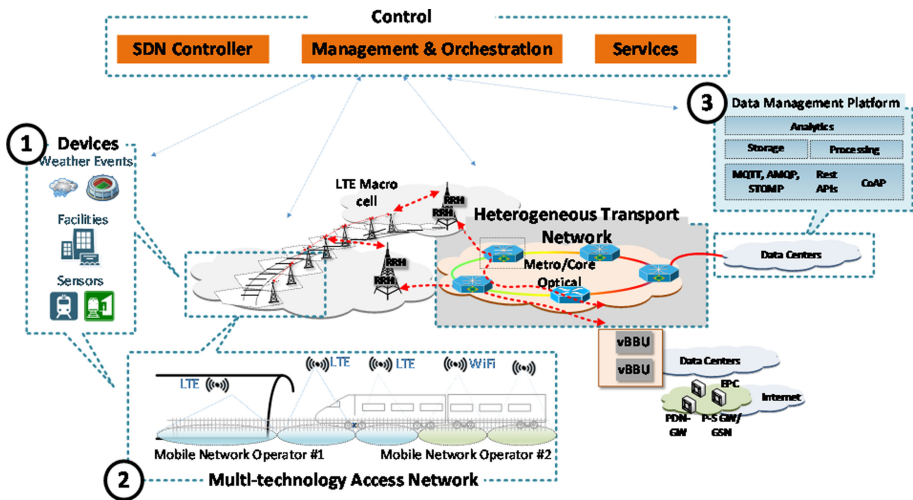 Control
SDN Controller
Management & Orchestration
Services
1
Devices
Weather Events
Facilities
Sensors
3
Data Management Platform
Analytics
Storage
Processing
MQTT, AMQP,
STOMP
Rest
APIs
CoAP
LTE Macro
cell
RRH
RRH
RRH
RRH
Heterogeneous Transport
Network
Metro/Core
Optical
Data Centers
vBBU
vBBU
Data Centers
EPC
Internet
PDN-
GW
P-S GW/
GSN
LTE
LTE
LTE
WiFi
Mobile Network Operator #1
Mobile Network Operator #2
2
Multi-technology Access Network